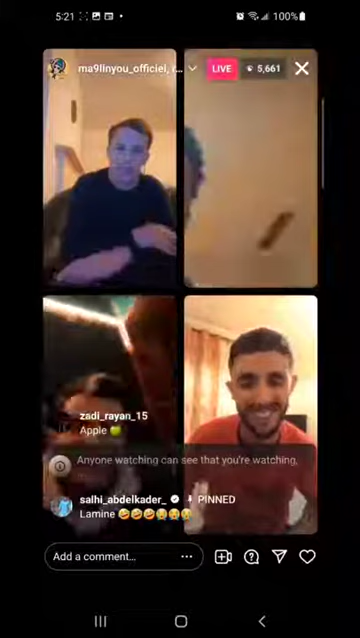 5:21
100%
ma9linyou_officiel, r...
LIVE
5,661
zadi_rayan_15
Apple 🍏
Anyone watching can see that you're watching,
salhi_abdelkader_ PINNED
Lamine 🤣🤣🤣😭😭😭
Add a comment...